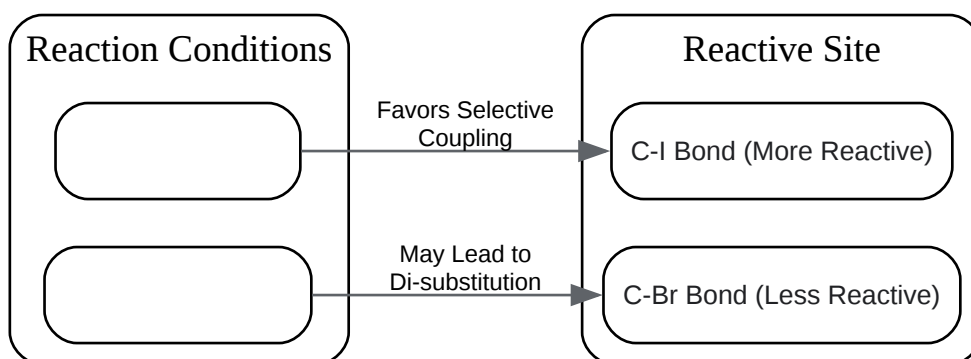 Reaction Conditions
Reactive Site
Favors Selective
Coupling
C-I Bond (More Reactive)
May Lead to
Di-substitution
C-Br Bond (Less Reactive)